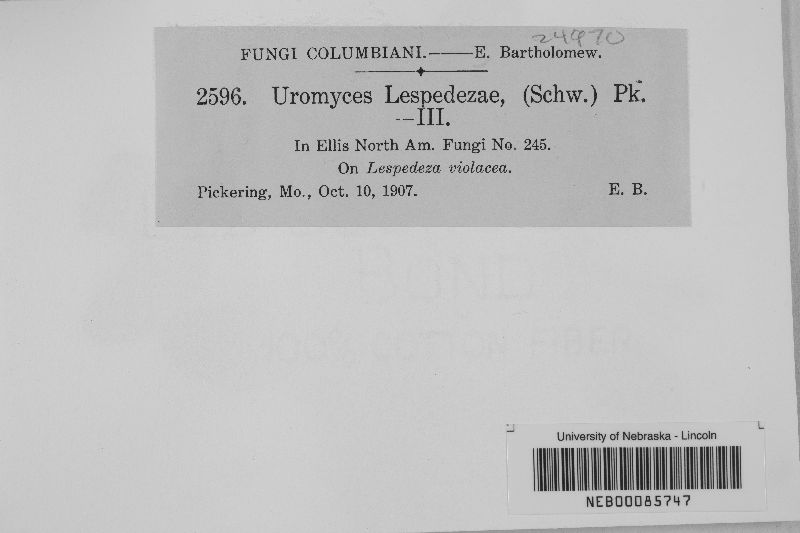 24970
FUNGI COLUMBIANI.——E. Bartholomew.
2596. Uromyces Lespedezae, (Schw.) Pk.
—III.
In Ellis North Am. Fungi No. 245.
On Lespedeza violacea.
Pickering, Mo., Oct. 10, 1907. E. B.
University of Nebraska - Lincoln
NEB00085747